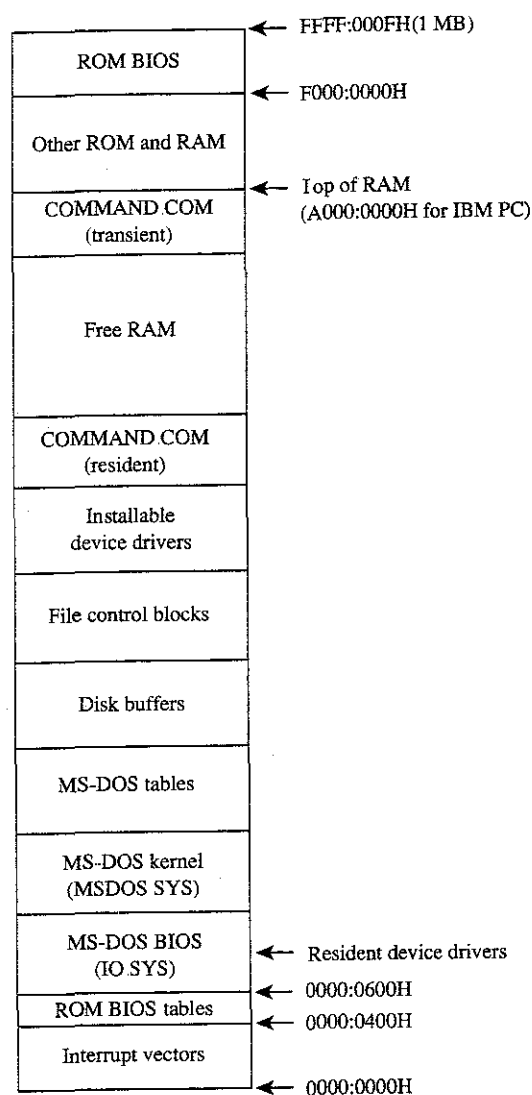 FFFF:000FH(1 MB)
ROM BIOS
F000:0000H
Other ROM and RAM
Top of RAM
(A000:0000H for IBM PC)
COMMAND.COM
(transient)
Free RAM
COMMAND.COM
(resident)
Installable
device drivers
File control blocks
Disk buffers
MS-DOS tables
MS-DOS kernel
(MSDOS SYS)
MS-DOS BIOS
(IO.SYS)
Resident device drivers
0000:0600H
ROM BIOS tables
0000:0400H
Interrupt vectors
0000:0000H